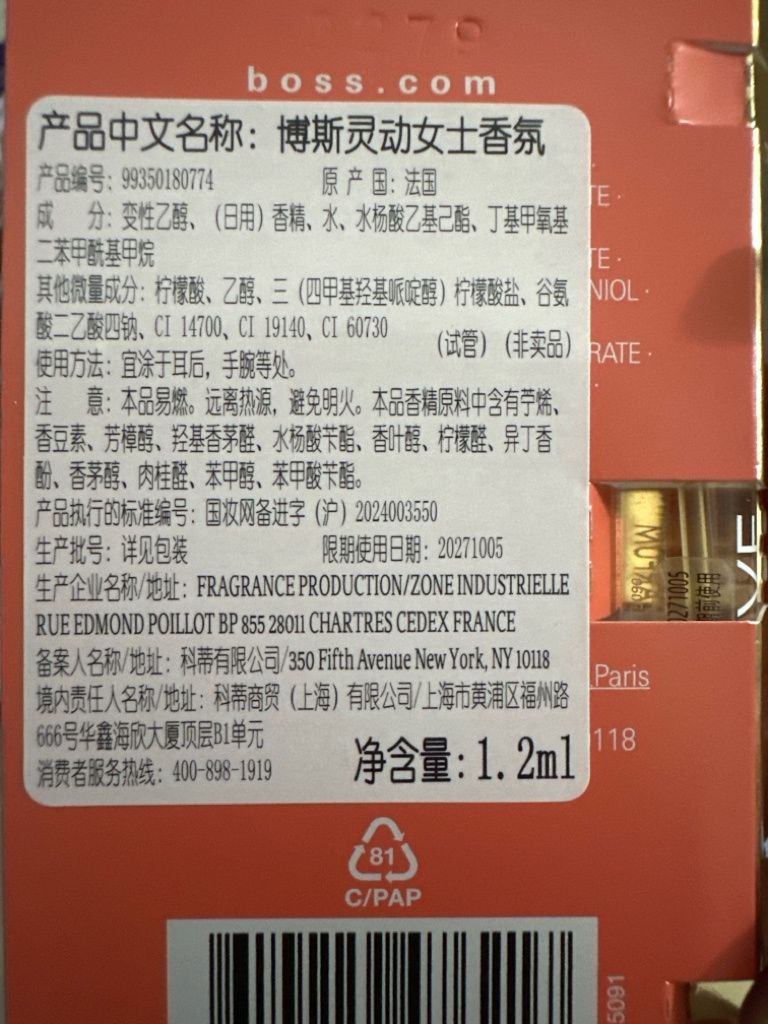 boss.com
产品中文名称：博斯灵动女士香氛
产品编号：99350180774 原 产 国：法国
成 分：变性乙醇、（日用）香精、水、水杨酸乙基己酯、丁基甲氧基
二苯甲酰基甲烷
其他微量成分：柠檬酸、乙醇、三（四甲基羟基哌啶醇）柠檬酸盐、谷氨
酸二乙酸四钠、CI 14700、CI 19140、CI 60730
（试管）（非卖品）
使用方法：宜涂于耳后，手腕等处。
注 意：本品易燃。远离热源，避免明火。本品香精原料中含有苧烯、
香豆素、芳樟醇、羟基香茅醛、水杨酸苄酯、香叶醇、柠檬醛、异丁香
酚、香茅醇、肉桂醛、苯甲醇、苯甲酸苄酯。
产品执行的标准编号：国妆网备进字（沪）2024003550
生产批号：详见包装 限期使用日期：20271005
生产企业名称/地址：FRAGRANCE PRODUCTION/ZONE INDUSTRIELLE
RUE EDMOND POILLOT BP 855 28011 CHARTRES CEDEX FRANCE
备案人名称/地址：科蒂有限公司/350 Fifth Avenue New York, NY 10118
境内责任人名称/地址：科蒂商贸（上海）有限公司/上海市黄浦区福州路
666号华鑫海欣大厦顶层B1单元
消费者服务热线：400-898-1919
净含量：1.2ml
TE ·
TE ·
NIOL ·
RATE ·
Paris
118
81
C/PAP
5091